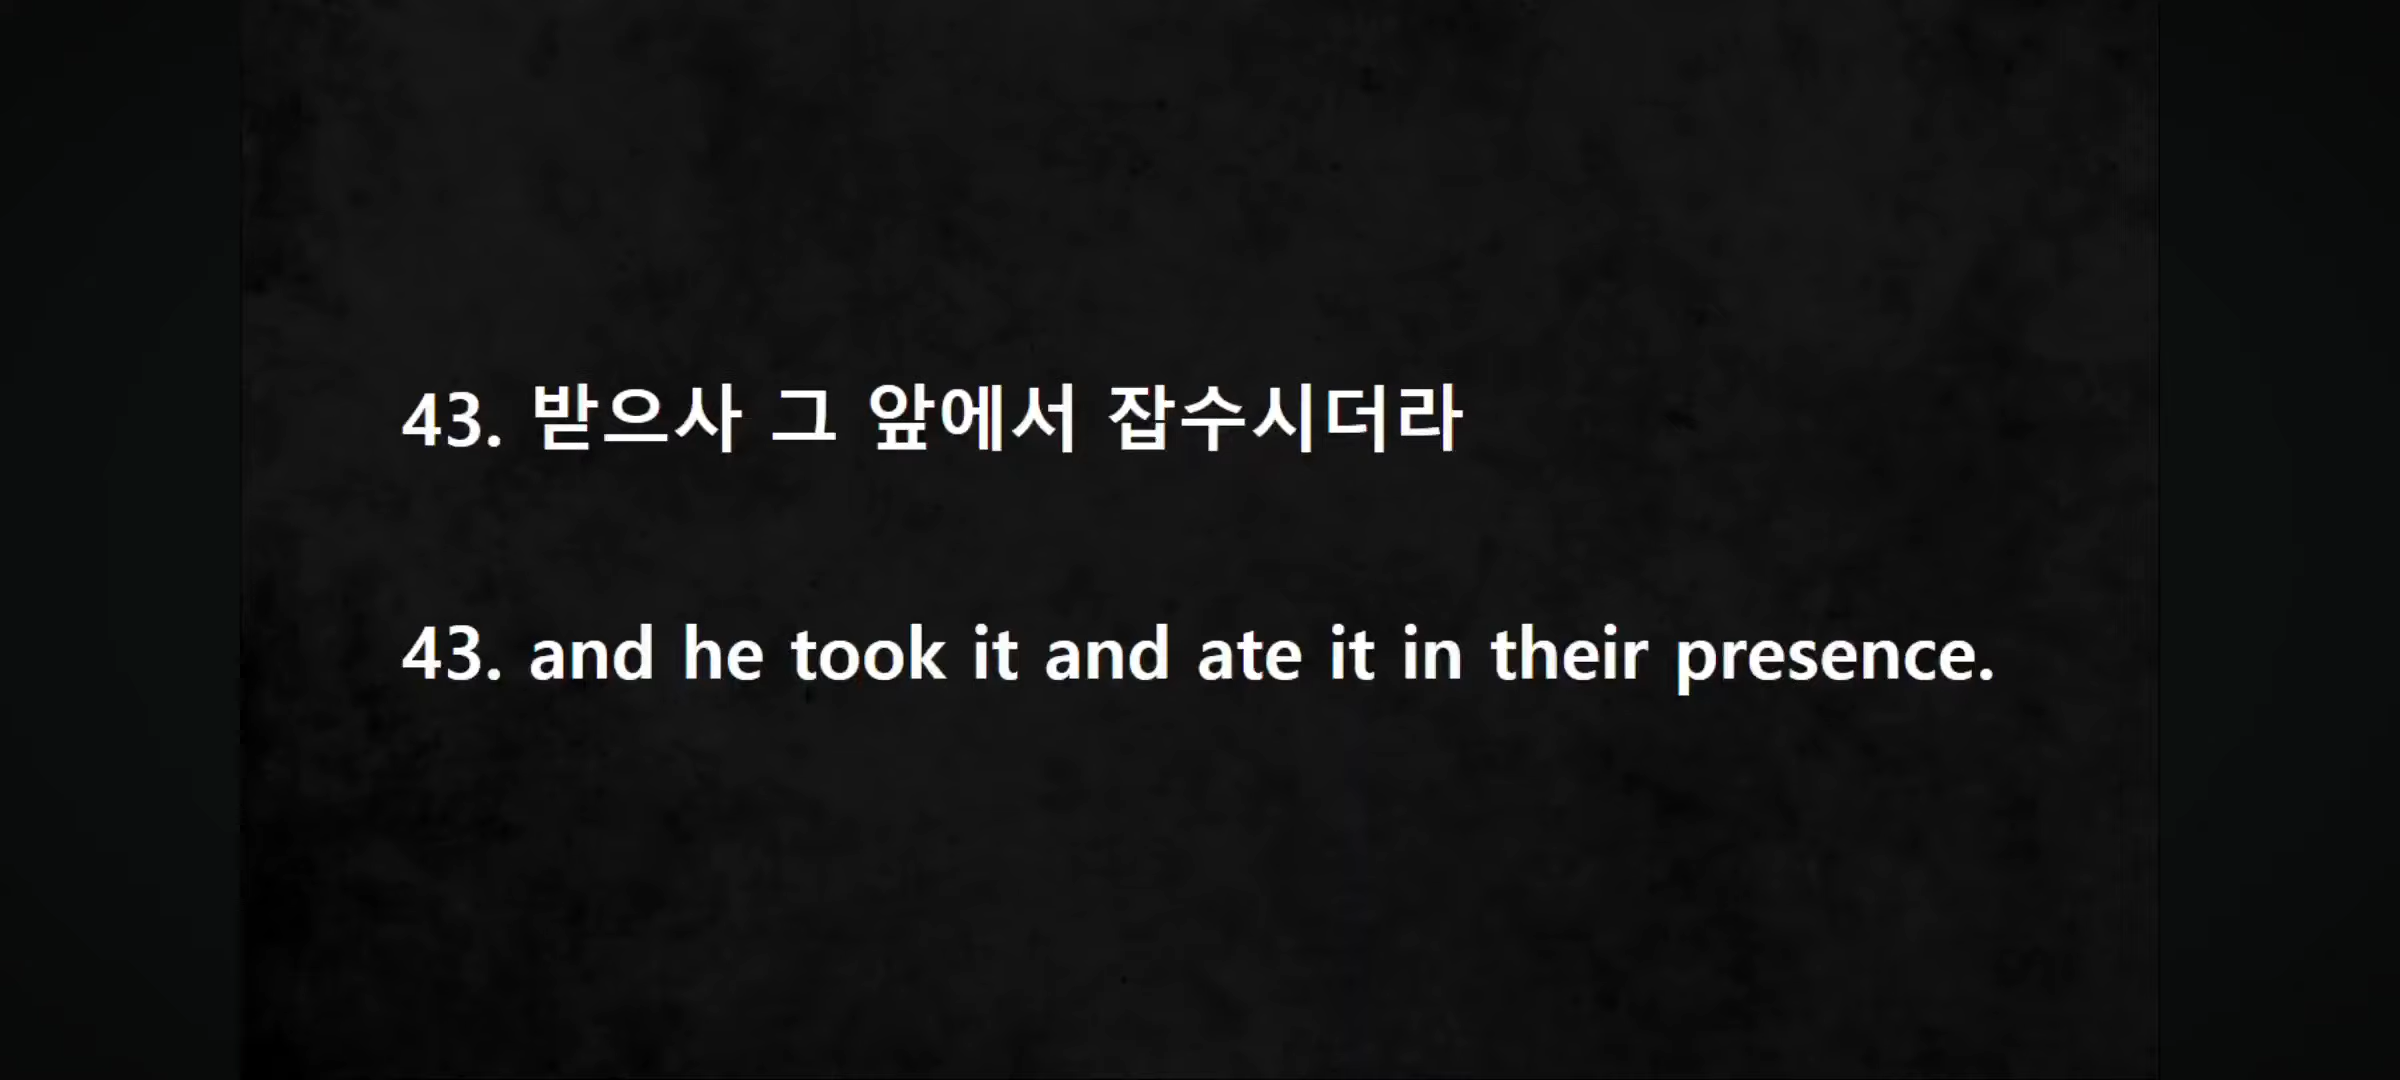 43. 받으사 그 앞에서 잡수시더라
43. and he took it and ate it in their presence.